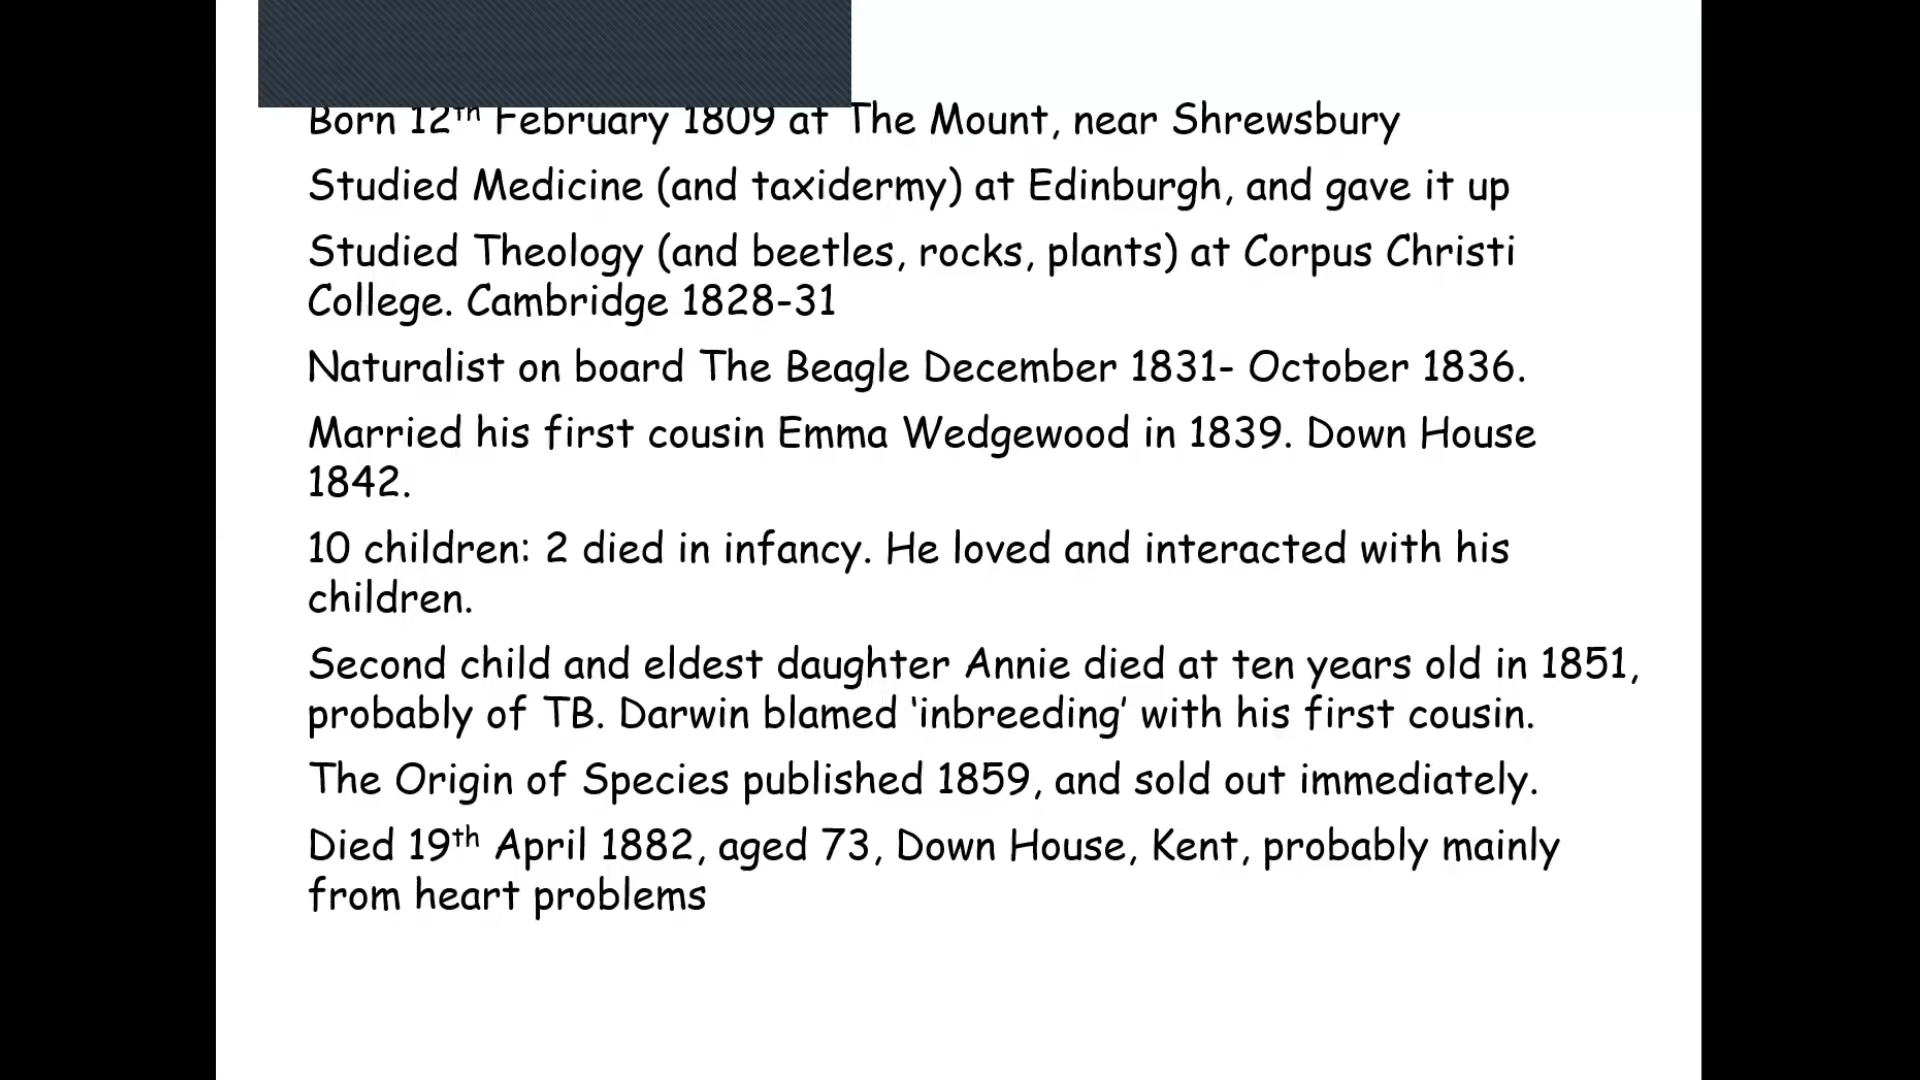 Born 12th February 1809 at The Mount, near Shrewsbury
Studied Medicine (and taxidermy) at Edinburgh, and gave it up
Studied Theology (and beetles, rocks, plants) at Corpus Christi
College. Cambridge 1828-31
Naturalist on board The Beagle December 1831- October 1836.
Married his first cousin Emma Wedgewood in 1839. Down House
1842.
10 children: 2 died in infancy. He loved and interacted with his
children.
Second child and eldest daughter Annie died at ten years old in 1851,
probably of TB. Darwin blamed ‘inbreeding’ with his first cousin.
The Origin of Species published 1859, and sold out immediately.
Died 19th April 1882, aged 73, Down House, Kent, probably mainly
from heart problems